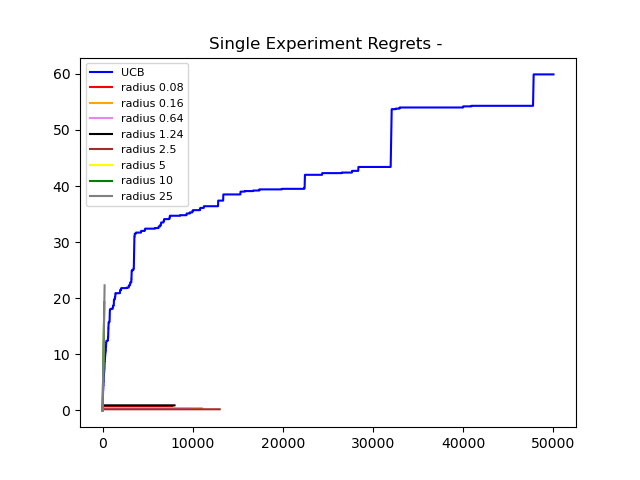 Single Experiment Regrets -
UCB
radius 0.08
radius 0.16
radius 0.64
radius 1.24
radius 2.5
radius 5
radius 10
radius 25
60
50
40
30
20
10
0
0 10000 20000 30000 40000 50000